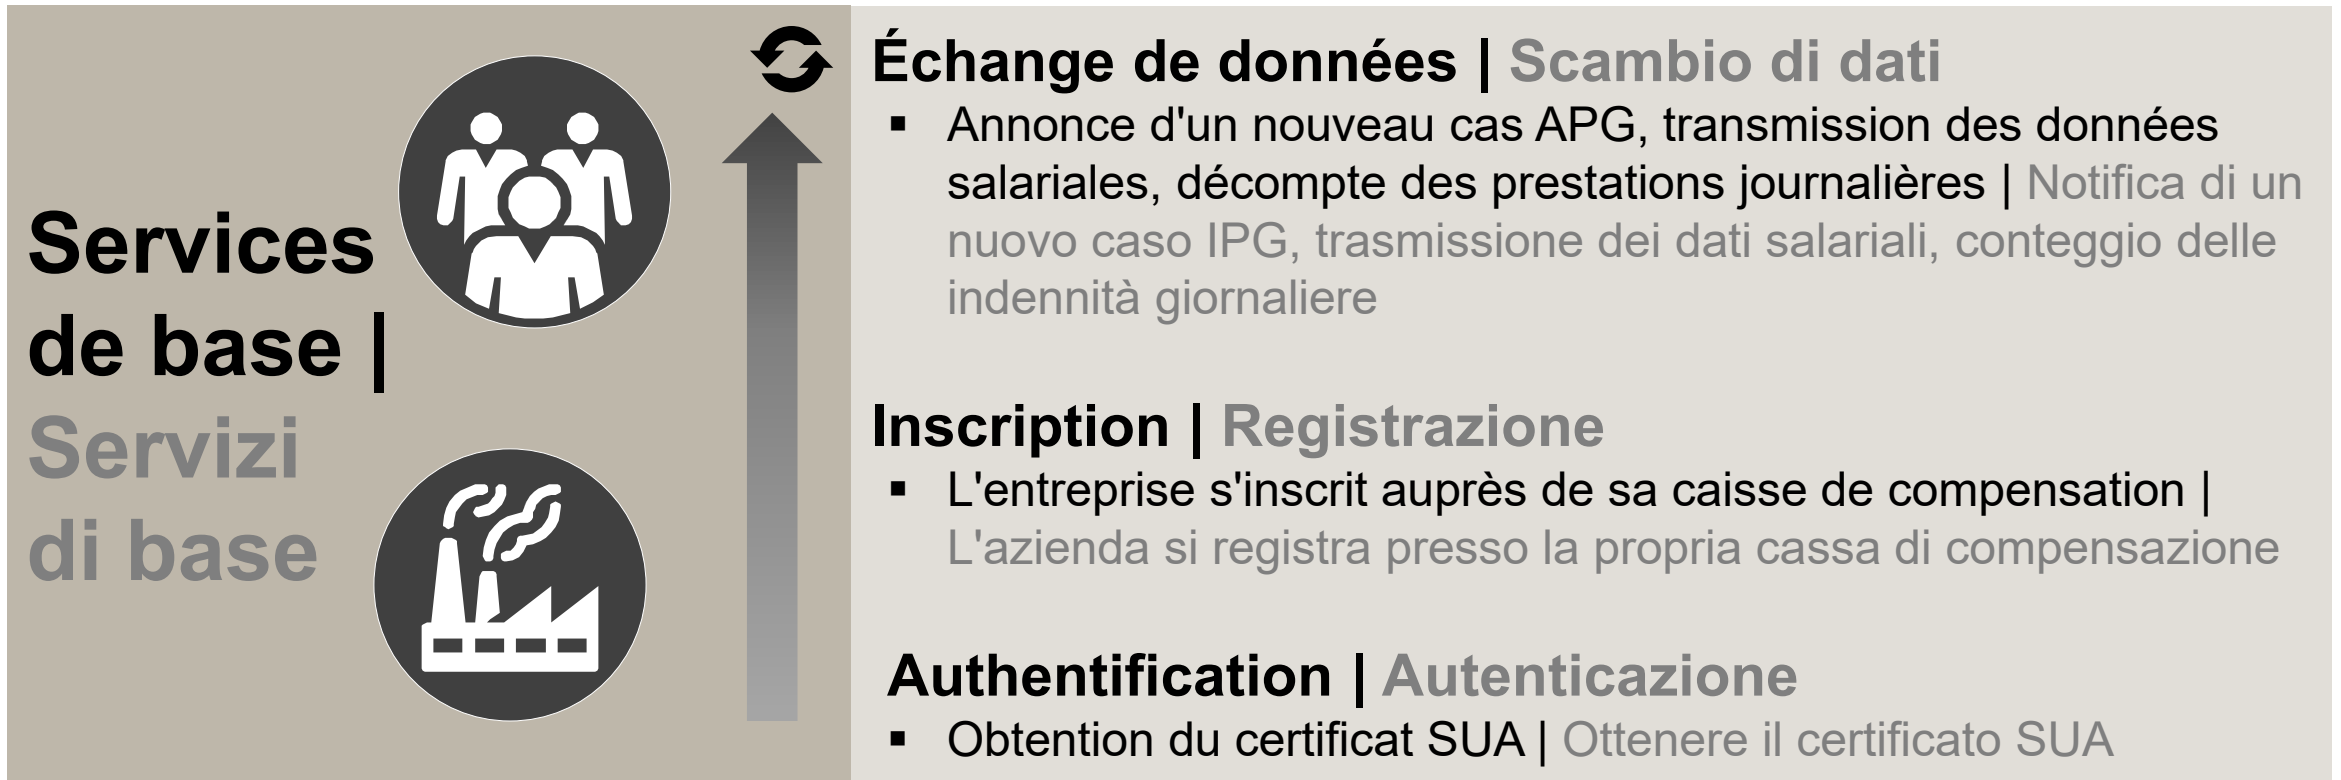 Services
de base |
Servizi
di base
Échange de données | Scambio di dati
▪ Annonce d'un nouveau cas APG, transmission des données
salariales, décompte des prestations journalières | Notifica di un
nuovo caso IPG, trasmissione dei dati salariali, conteggio delle
indennità giornaliere
Inscription | Registrazione
▪ L'entreprise s'inscrit auprès de sa caisse de compensation |
L'azienda si registra presso la propria cassa di compensazione
Authentification | Autenticazione
▪ Obtention du certificat SUA | Ottenere il certificato SUA